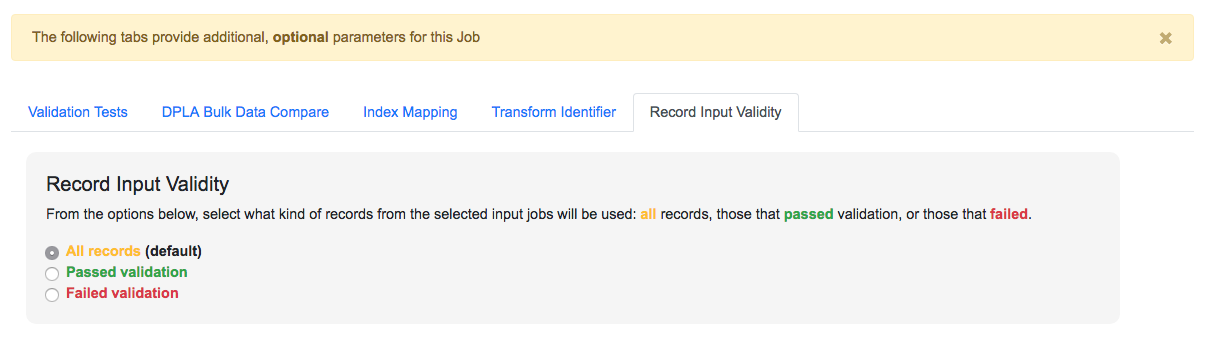 The following tabs provide additional, optional parameters for this Job ✖
Validation Tests DPLA Bulk Data Compare Index Mapping Transform Identifier Record Input Validity
Record Input Validity
From the options below, select what kind of records from the selected input jobs will be used: all records, those that passed validation, or those that failed.
All records (default)
Passed validation
Failed validation